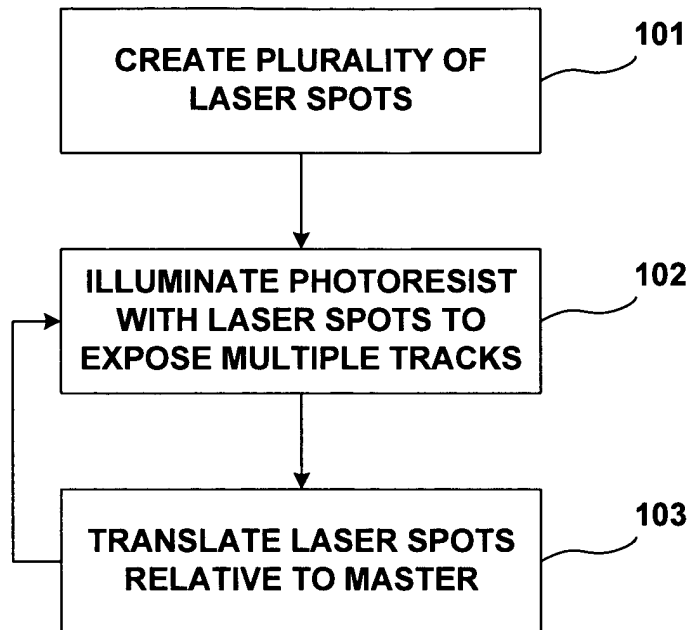 CREATE PLURALITY OF
LASER SPOTS
101
ILLUMINATE PHOTORESIST
WITH LASER SPOTS TO
EXPOSE MULTIPLE TRACKS
102
TRANSLATE LASER SPOTS
RELATIVE TO MASTER
103